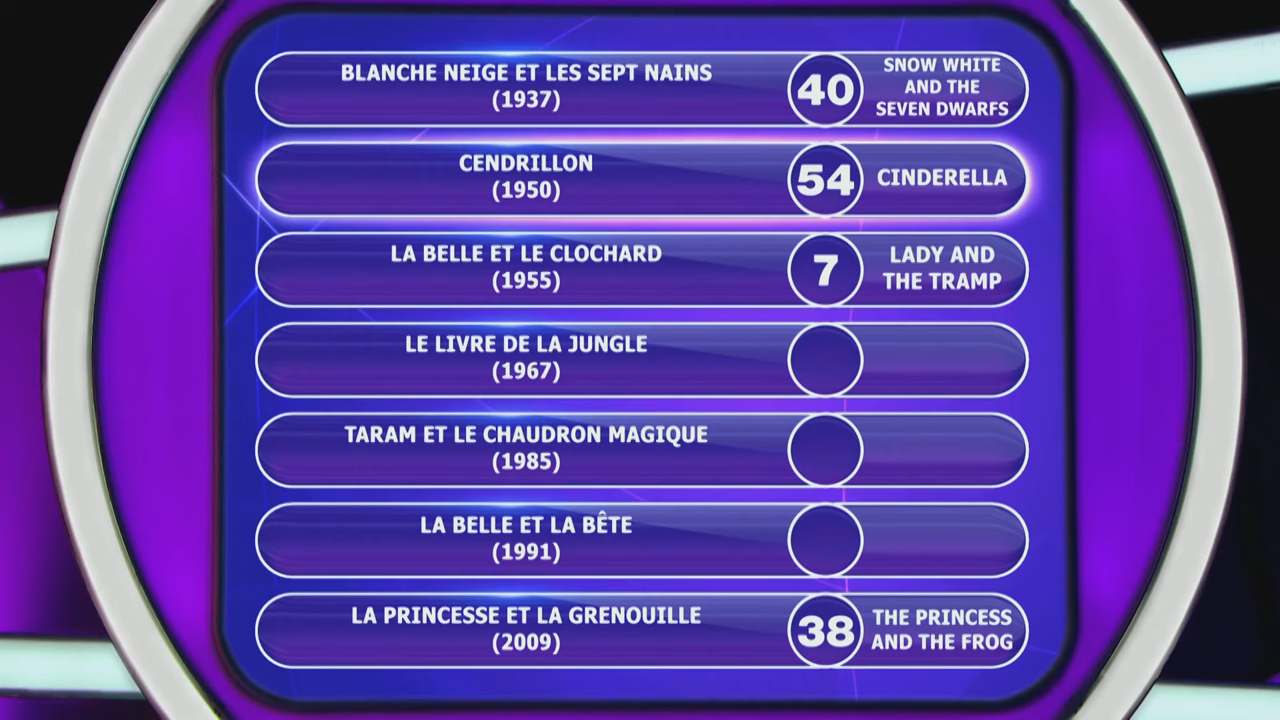 BLANCHE NEIGE ET LES SEPT NAINS
(1937)
40
SNOW WHITE
AND THE
SEVEN DWARFS
CENDRILLON
(1950)
54
CINDERELLA
LA BELLE ET LE CLOCHARD
(1955)
7
LADY AND
THE TRAMP
LE LIVRE DE LA JUNGLE
(1967)
TARAM ET LE CHAUDRON MAGIQUE
(1985)
LA BELLE ET LA BÊTE
(1991)
LA PRINCESSE ET LA GRENOUILLE
(2009)
38
THE PRINCESS
AND THE FROG